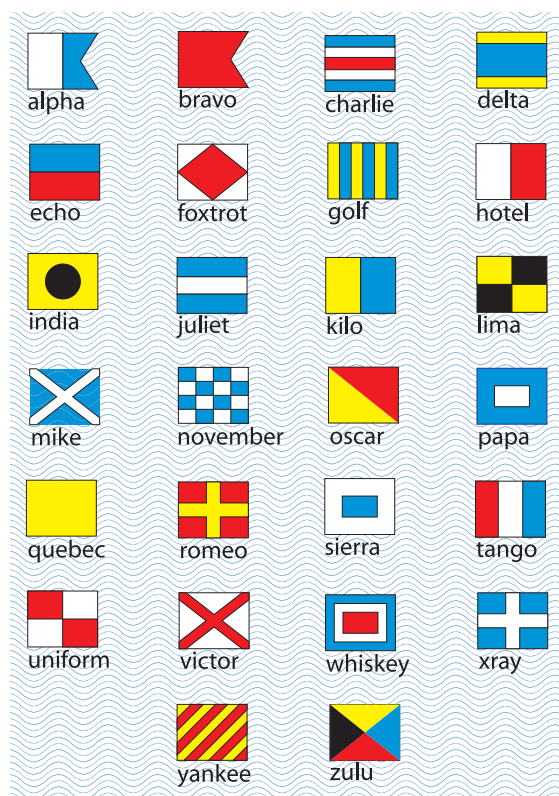 alpha bravo charlie delta
echo foxtrot golf hotel
india juliet kilo lima
mike november oscar papa
quebec romeo sierra tango
uniform victor whiskey xray
yankee zulu